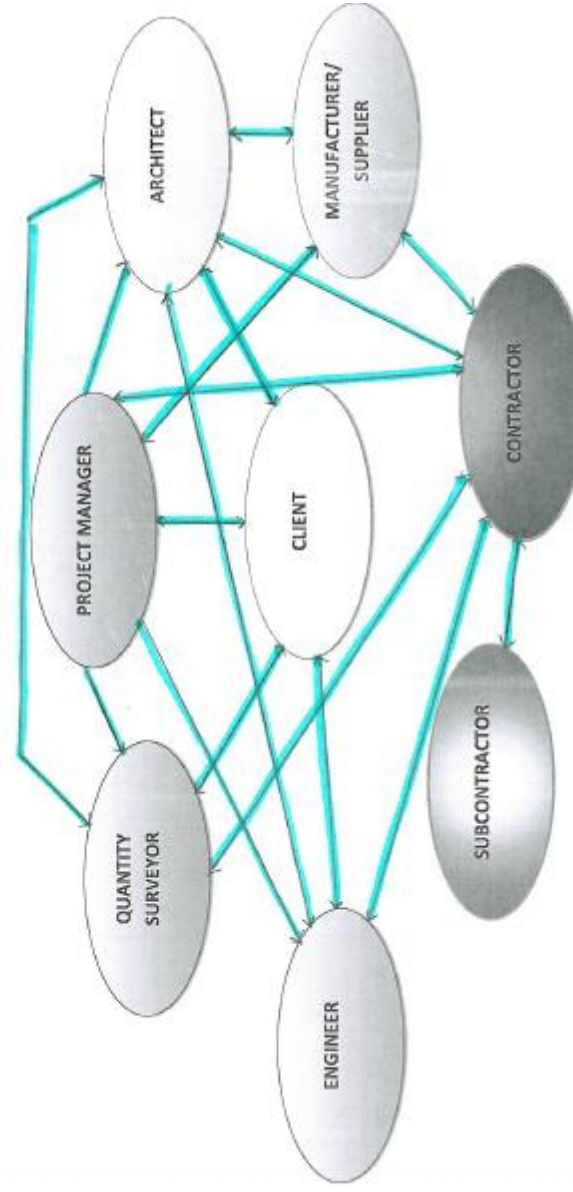 PROJECT MANAGER
QUANTITY
SURVEYOR
ARCHITECT
CLIENT
ENGINEER
MANUFACTURER/
SUPPLIER
SUBCONTRACTOR
CONTRACTOR